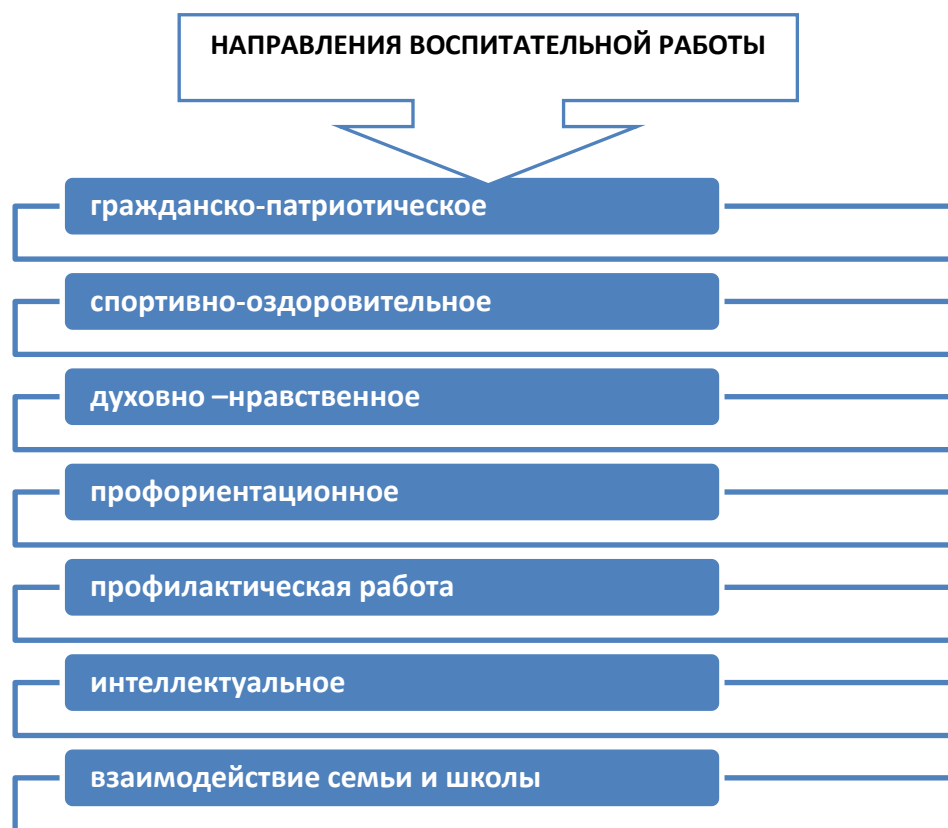 НАПРАВЛЕНИЯ ВОСПИТАТЕЛЬНОЙ РАБОТЫ
гражданско-патриотическое
спортивно-оздоровительное
духовно –нравственное
профориентационное
профилактическая работа
интеллектуальное
взаимодействие семьи и школы